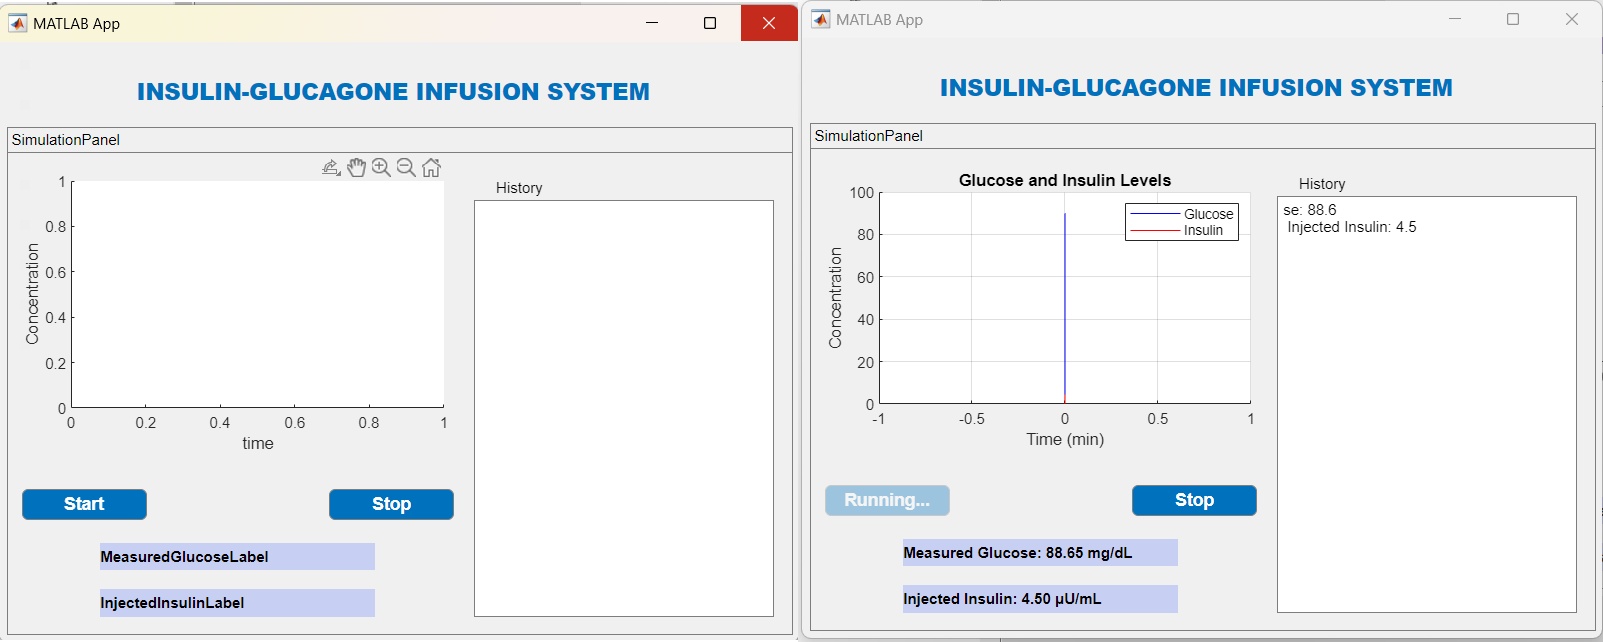 MATLAB App
INSULIN-GLUCAGONE INFUSION SYSTEM
SimulationPanel
1
0.8
0.6
0.4
0.2
0
Concentration
0 0.2 0.4 0.6 0.8 1
time
History
Start
Stop
MeasuredGlucoseLabel
InjectedInsulinLabel
MATLAB App
INSULIN-GLUCAGONE INFUSION SYSTEM
SimulationPanel
Glucose and Insulin Levels
100
80
60
40
20
0
Concentration
Glucose
Insulin
-1 -0.5 0 0.5 1
Time (min)
History
se: 88.6
Injected Insulin: 4.5
Running...
Stop
Measured Glucose: 88.65 mg/dL
Injected Insulin: 4.50 µU/mL